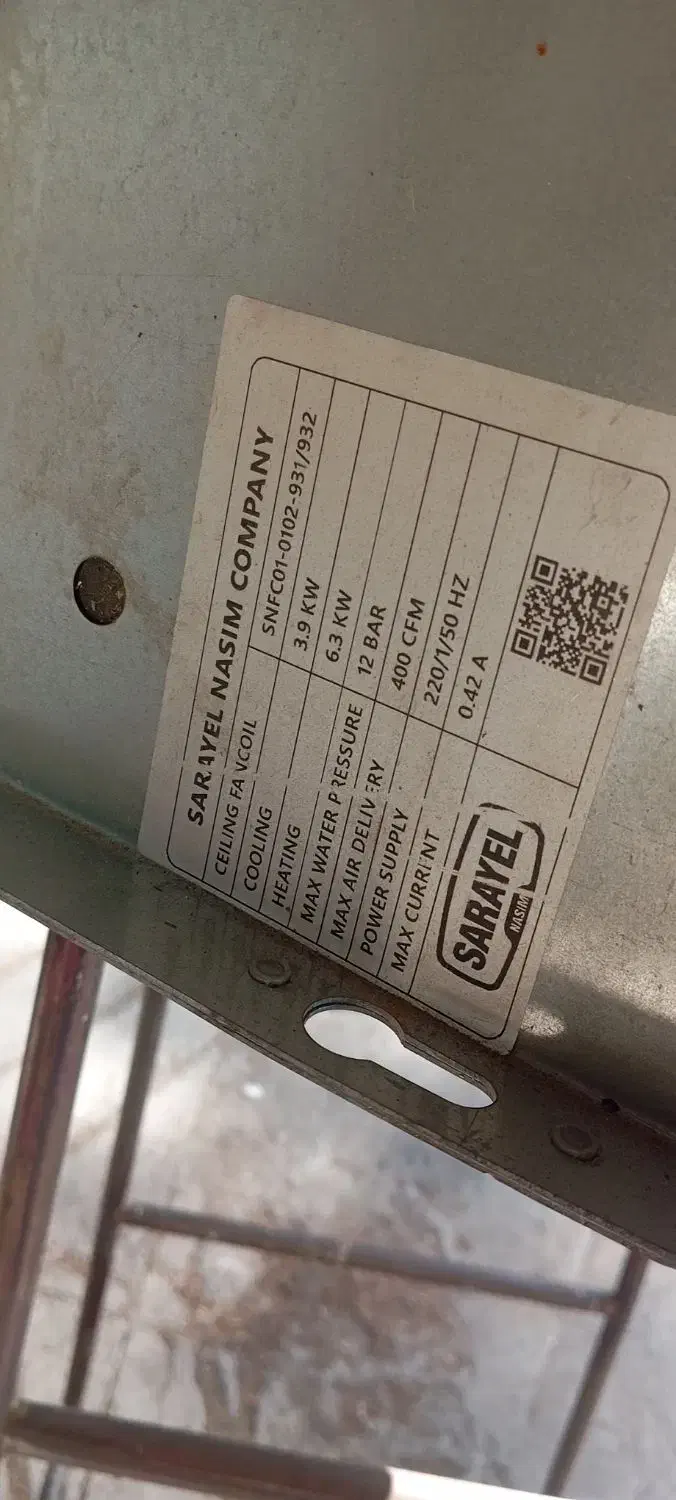 SARAYEL NASIM COMPANY
CEILING FANCOIL SNFC01-0102-931/932
COOLING 3.9 KW
HEATING 6.3 KW
MAX WATER PRESSURE 12 BAR
MAX AIR DELIVERY 400 CFM
POWER SUPPLY 220/1/50 HZ
MAX CURRENT 0.42 A
SARAYEL
NASIM